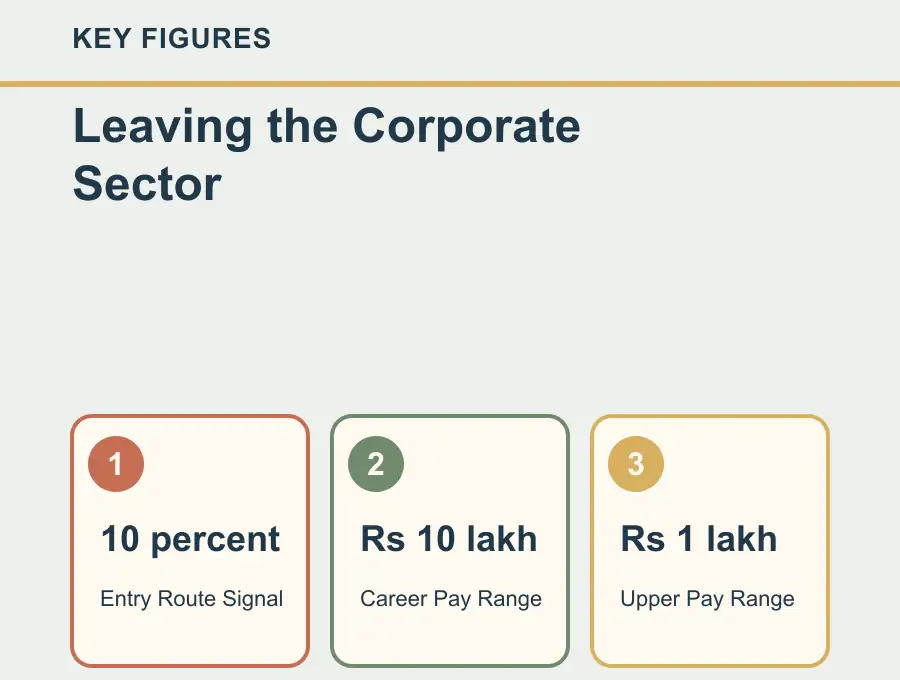 KEY FIGURES
Leaving the Corporate
Sector
1
10 percent
Entry Route Signal
2
Rs 10 lakh
Career Pay Range
3
Rs 1 lakh
Upper Pay Range